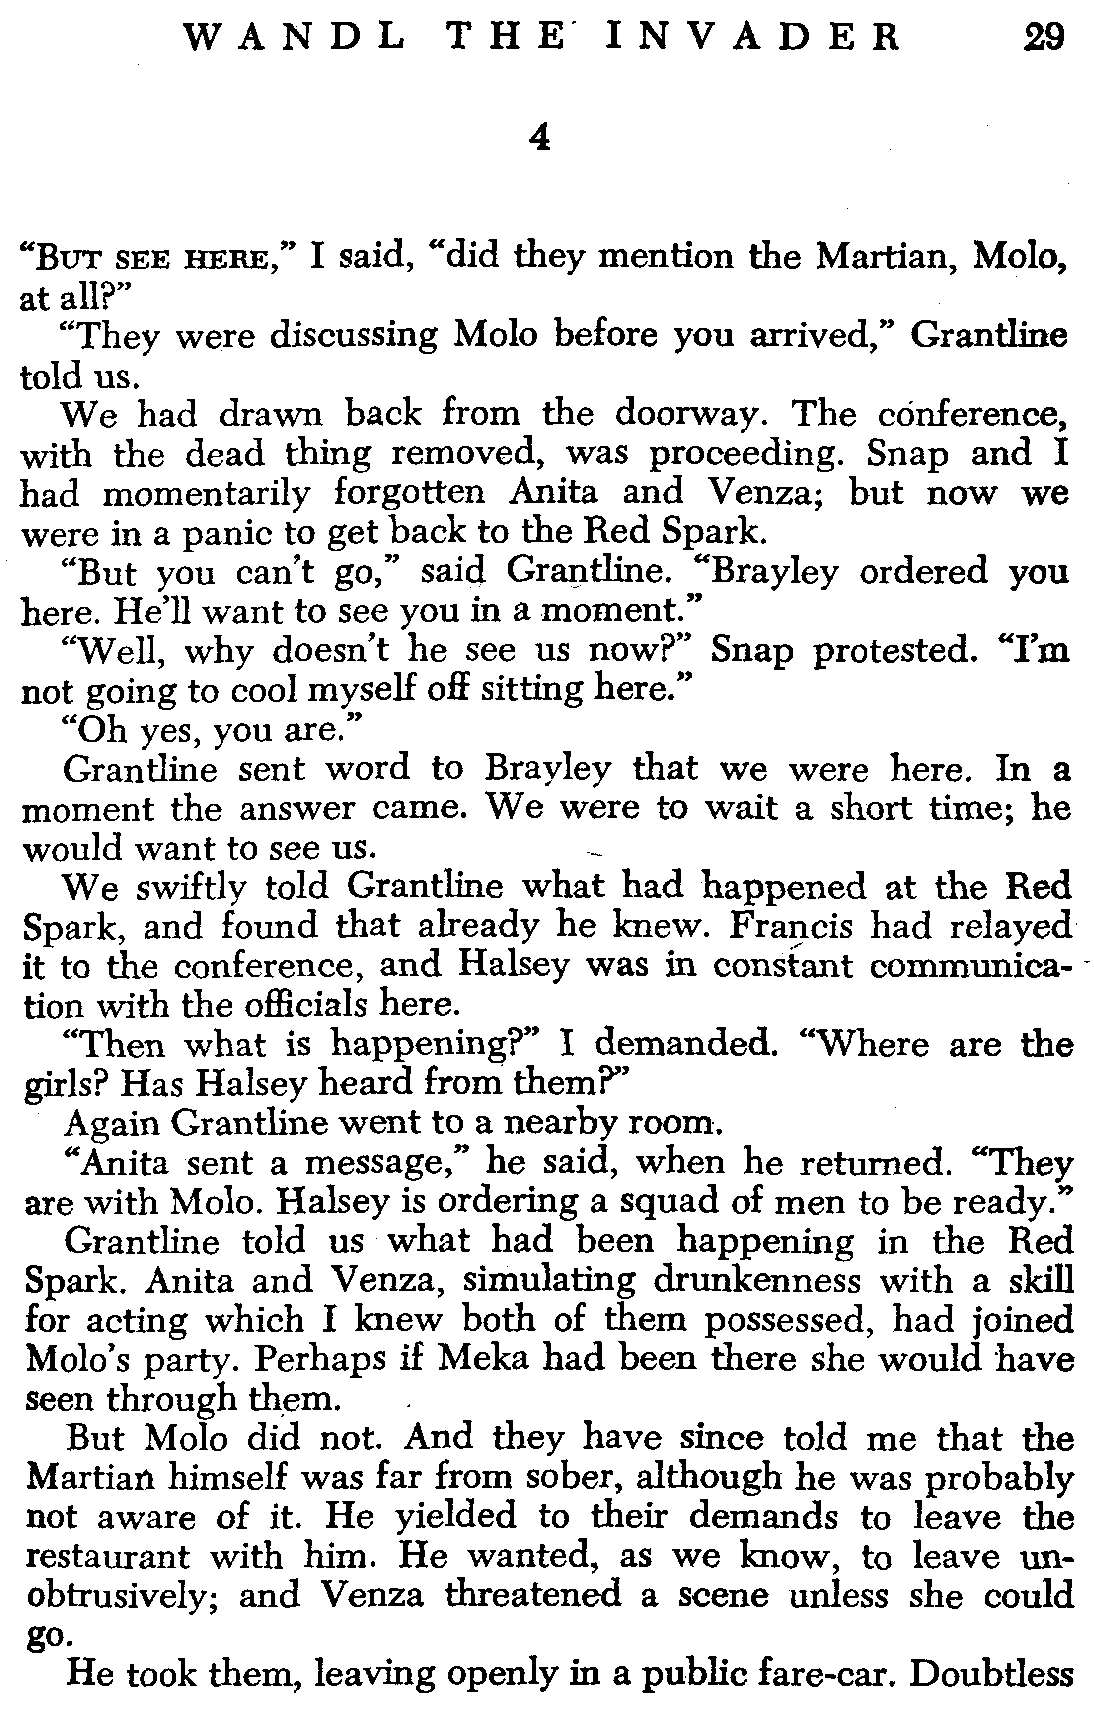 WANDL THE INVADER 29
4
“BUT SEE HERE,” I said, “did they mention the Martian, Molo,
at all?”
“They were discussing Molo before you arrived,” Grantline
told us.
We had drawn back from the doorway. The conference,
with the dead thing removed, was proceeding. Snap and I
had momentarily forgotten Anita and Venza; but now we
were in a panic to get back to the Red Spark.
“But you can’t go,” said Grantline. “Brayley ordered you
here. He’ll want to see you in a moment.”
“Well, why doesn’t he see us now?” Snap protested. “I’m
not going to cool myself off sitting here.”
“Oh yes, you are.”
Grantline sent word to Brayley that we were here. In a
moment the answer came. We were to wait a short time; he
would want to see us.
We swiftly told Grantline what had happened at the Red
Spark, and found that already he knew. Francis had relayed
it to the conference, and Halsey was in constant communica-
tion with the officials here.
“Then what is happening?” I demanded. “Where are the
girls? Has Halsey heard from them?”
Again Grantline went to a nearby room.
“Anita sent a message,” he said, when he returned. “They
are with Molo. Halsey is ordering a squad of men to be ready.”
Grantline told us what had been happening in the Red
Spark. Anita and Venza, simulating drunkenness with a skill
for acting which I knew both of them possessed, had joined
Molo’s party. Perhaps if Meka had been there she would have
seen through them.
But Molo did not. And they have since told me that the
Martian himself was far from sober, although he was probably
not aware of it. He yielded to their demands to leave the
restaurant with him. He wanted, as we know, to leave un-
obtrusively; and Venza threatened a scene unless she could
go.
He took them, leaving openly in a public fare-car. Doubtless